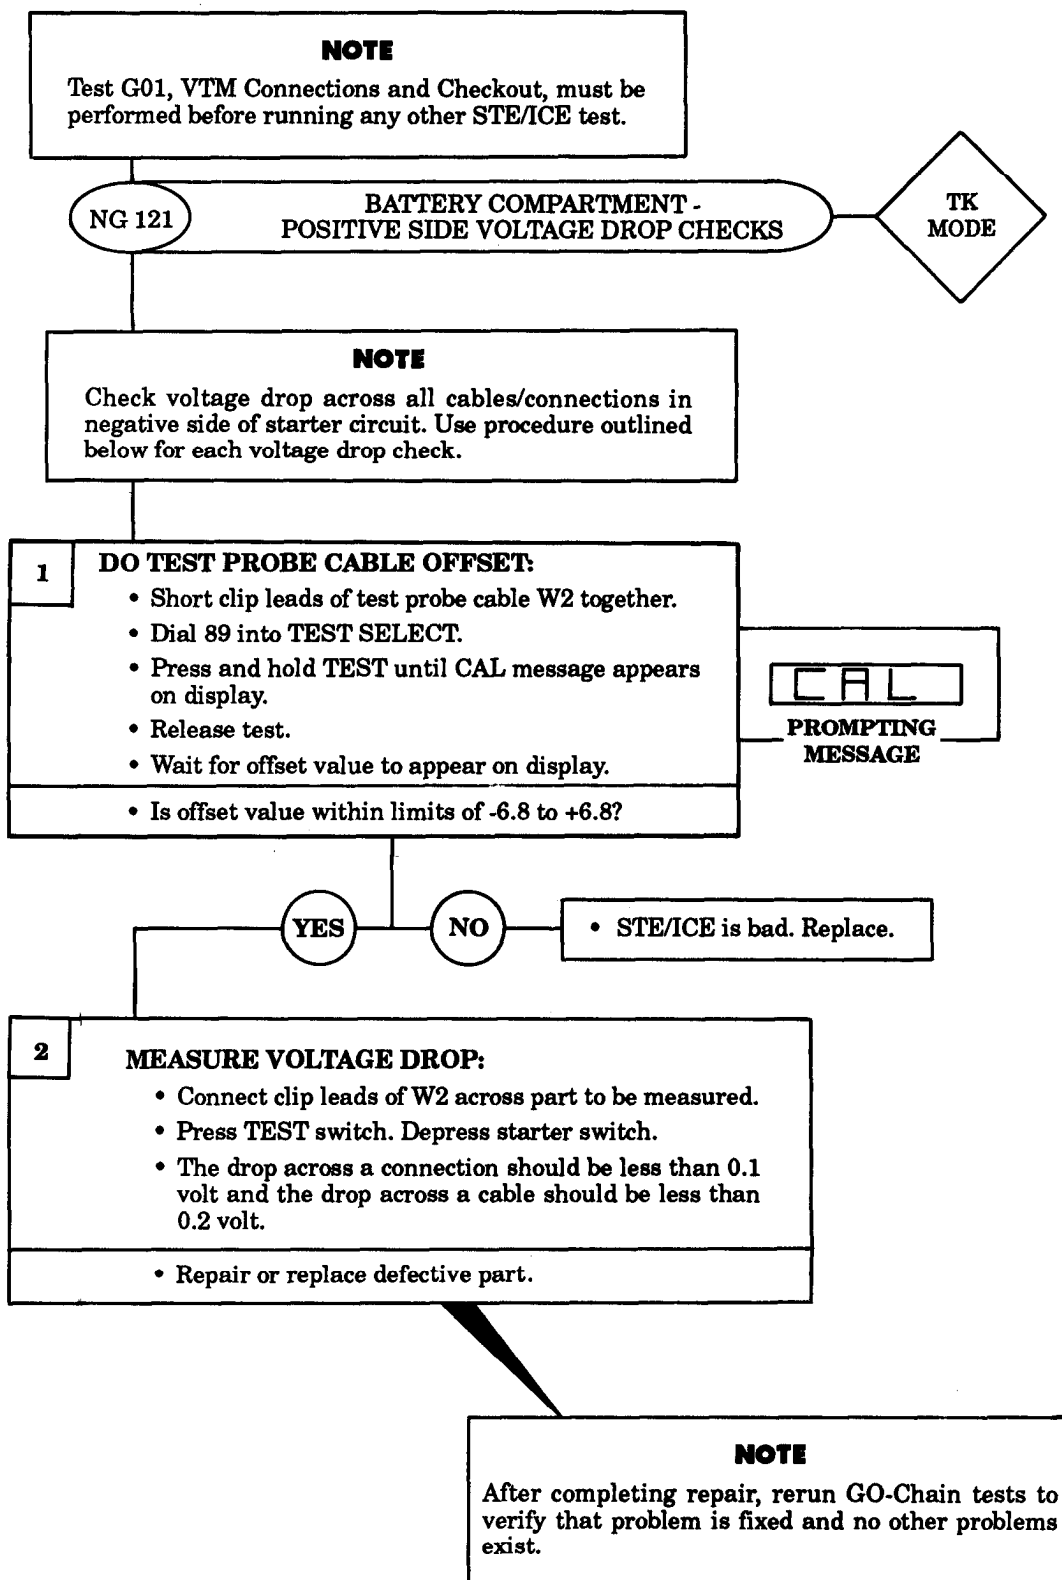 NOTE
Test G01, VTM Connections and Checkout, must be
performed before running any other STE/ICE test.
NG 121
BATTERY COMPARTMENT -
POSITIVE SIDE VOLTAGE DROP CHECKS
TK
MODE
NOTE
Check voltage drop across all cables/connections in
negative side of starter circuit. Use procedure outlined
below for each voltage drop check.
1
DO TEST PROBE CABLE OFFSET:
• Short clip leads of test probe cable W2 together.
• Dial 89 into TEST SELECT.
• Press and hold TEST until CAL message appears
on display.
• Release test.
• Wait for offset value to appear on display.
• Is offset value within limits of -6.8 to +6.8?
CAL
PROMPTING
MESSAGE
YES
NO
• STE/ICE is bad. Replace.
2
MEASURE VOLTAGE DROP:
• Connect clip leads of W2 across part to be measured.
• Press TEST switch. Depress starter switch.
• The drop across a connection should be less than 0.1
volt and the drop across a cable should be less than
0.2 volt.
• Repair or replace defective part.
NOTE
After completing repair, rerun GO-Chain tests to
verify that problem is fixed and no other problems
exist.